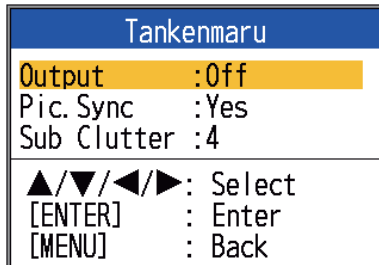 Tankenmaru
Output :Off
Pic.Sync :Yes
Sub Clutter :4
▲/▼/◀/▶: Select
[ENTER] : Enter
[MENU] : Back